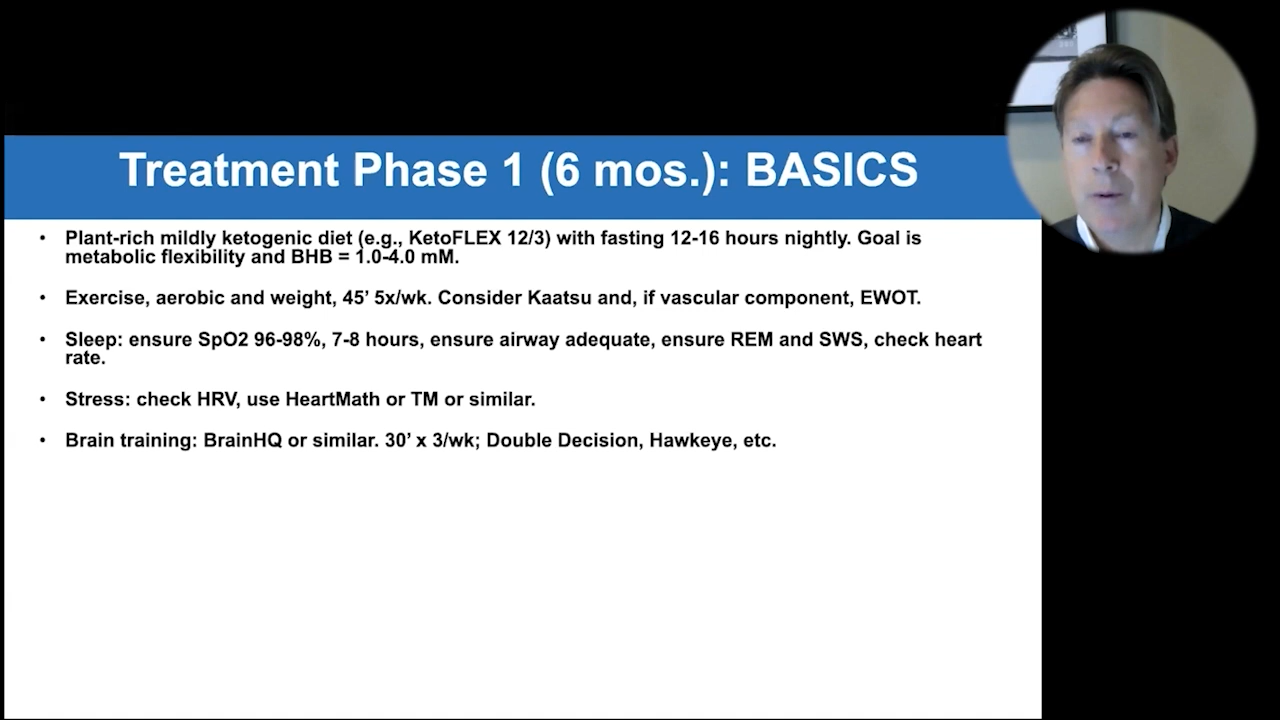 Treatment Phase 1 (6 mos.): BASICS
• Plant-rich mildly ketogenic diet (e.g., KetoFLEX 12/3) with fasting 12-16 hours nightly. Goal is
metabolic flexibility and BHB = 1.0-4.0 mM.
• Exercise, aerobic and weight, 45’ 5x/wk. Consider Kaatsu and, if vascular component, EWOT.
• Sleep: ensure SpO2 96-98%, 7-8 hours, ensure airway adequate, ensure REM and SWS, check heart
rate.
• Stress: check HRV, use HeartMath or TM or similar.
• Brain training: BrainHQ or similar. 30’ x 3/wk; Double Decision, Hawkeye, etc.